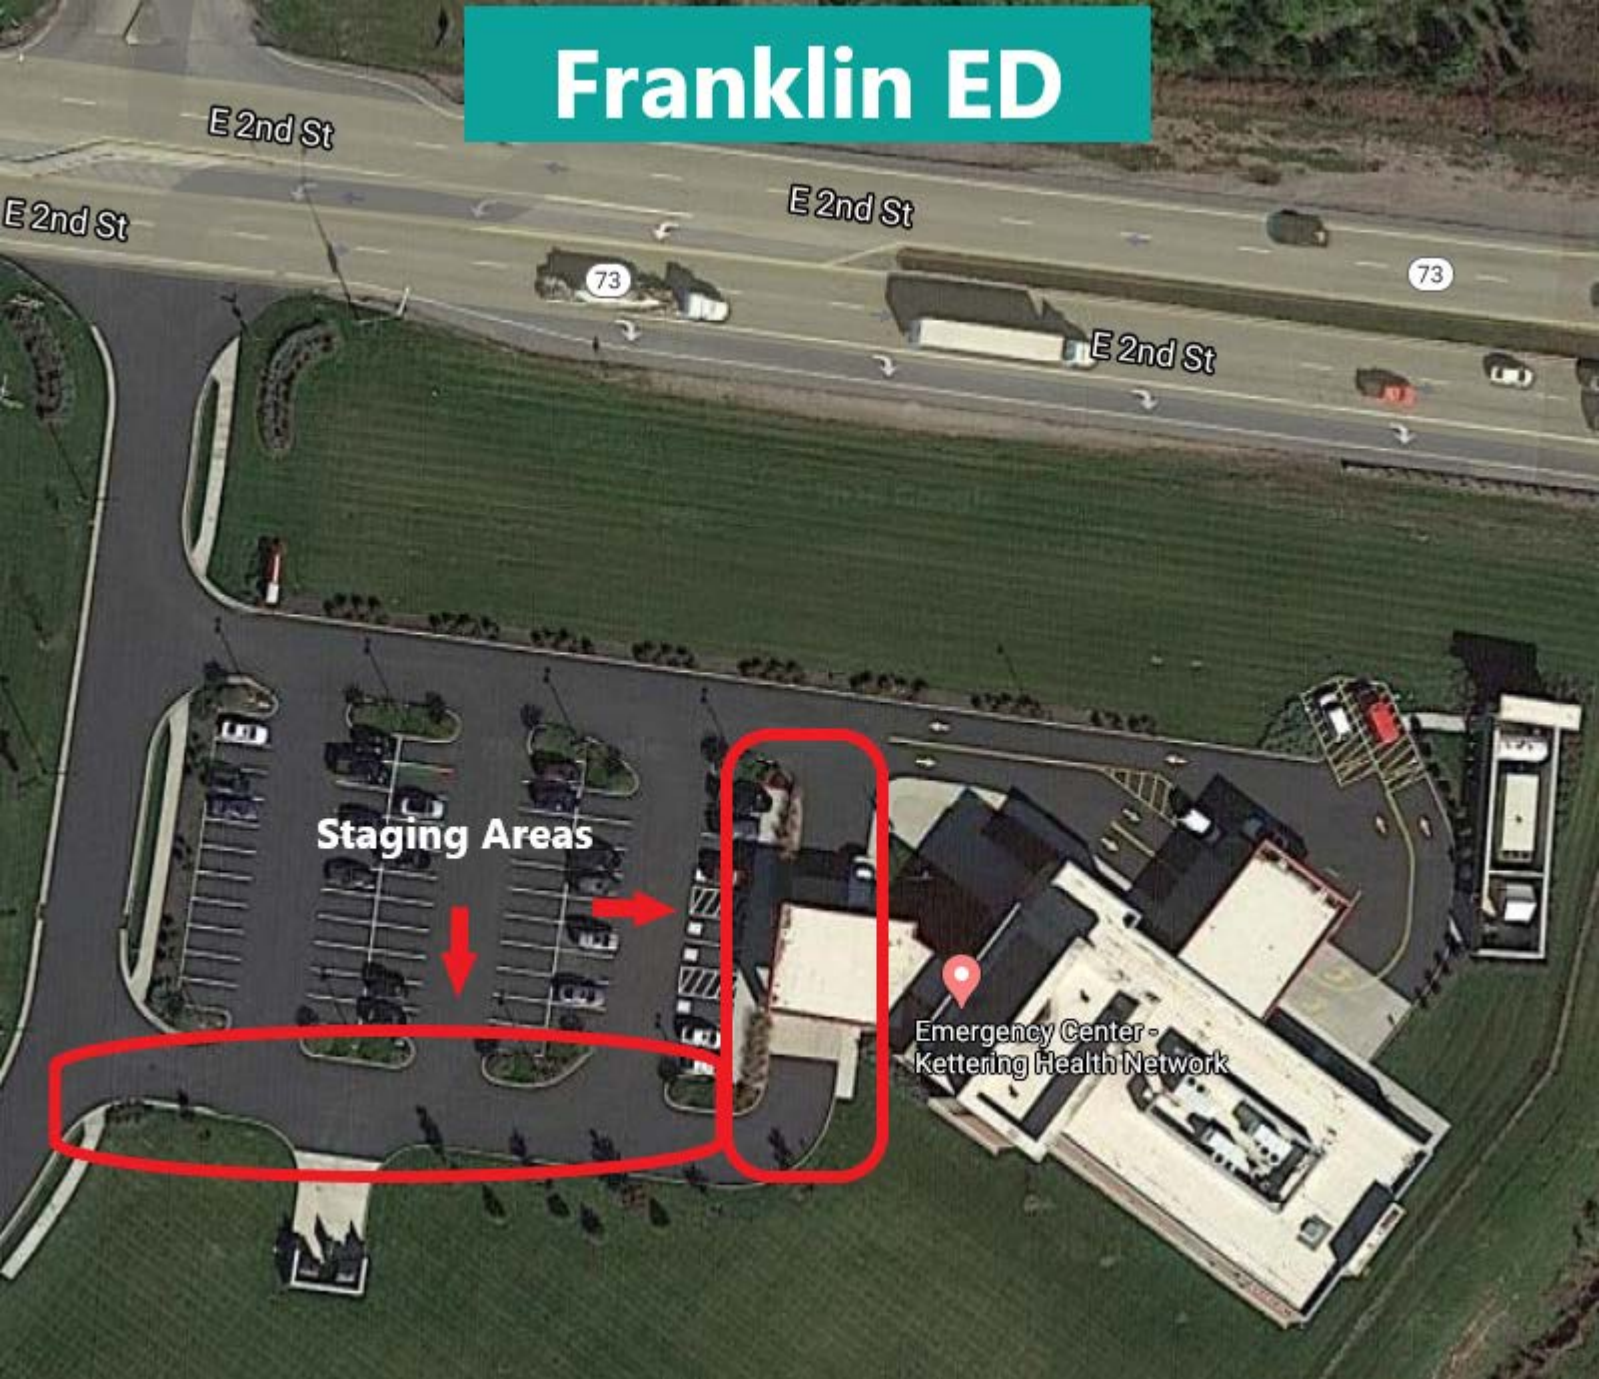 Franklin ED
E 2nd St
E 2nd St
E 2nd St
73
73
E 2nd St
Staging Areas
Emergency Center -
Kettering Health Network